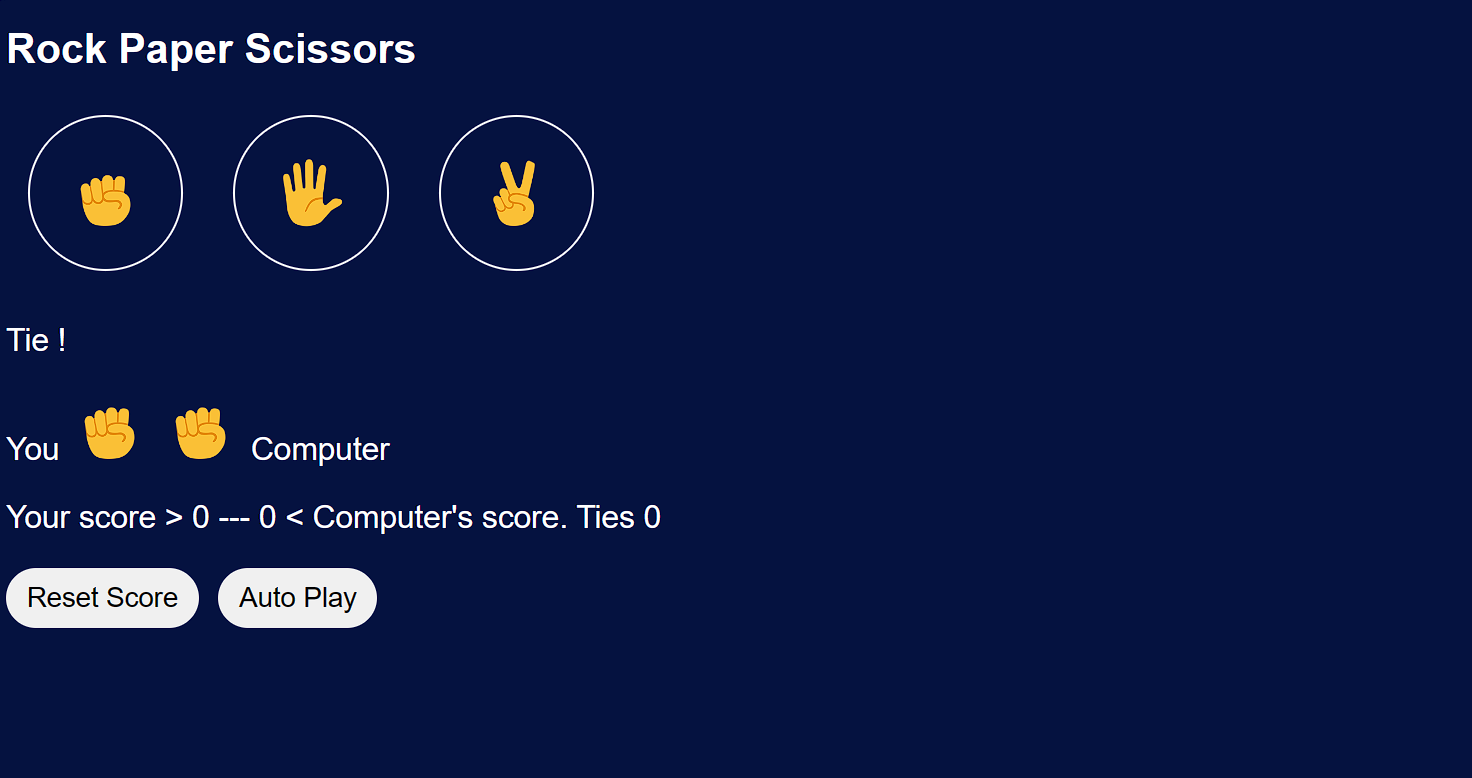 Rock Paper Scissors
Tie !
You Computer
Your score > 0 --- 0 < Computer's score. Ties 0
Reset Score Auto Play